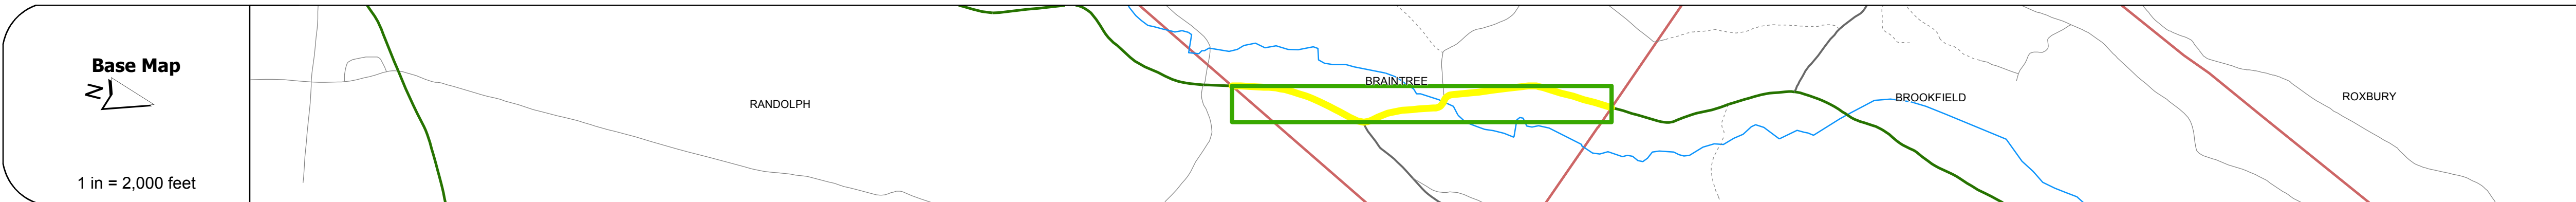 Base Map
N
1 in = 2,000 feet
RANDOLPH
BRAINTREE
BROOKFIELD
ROXBURY